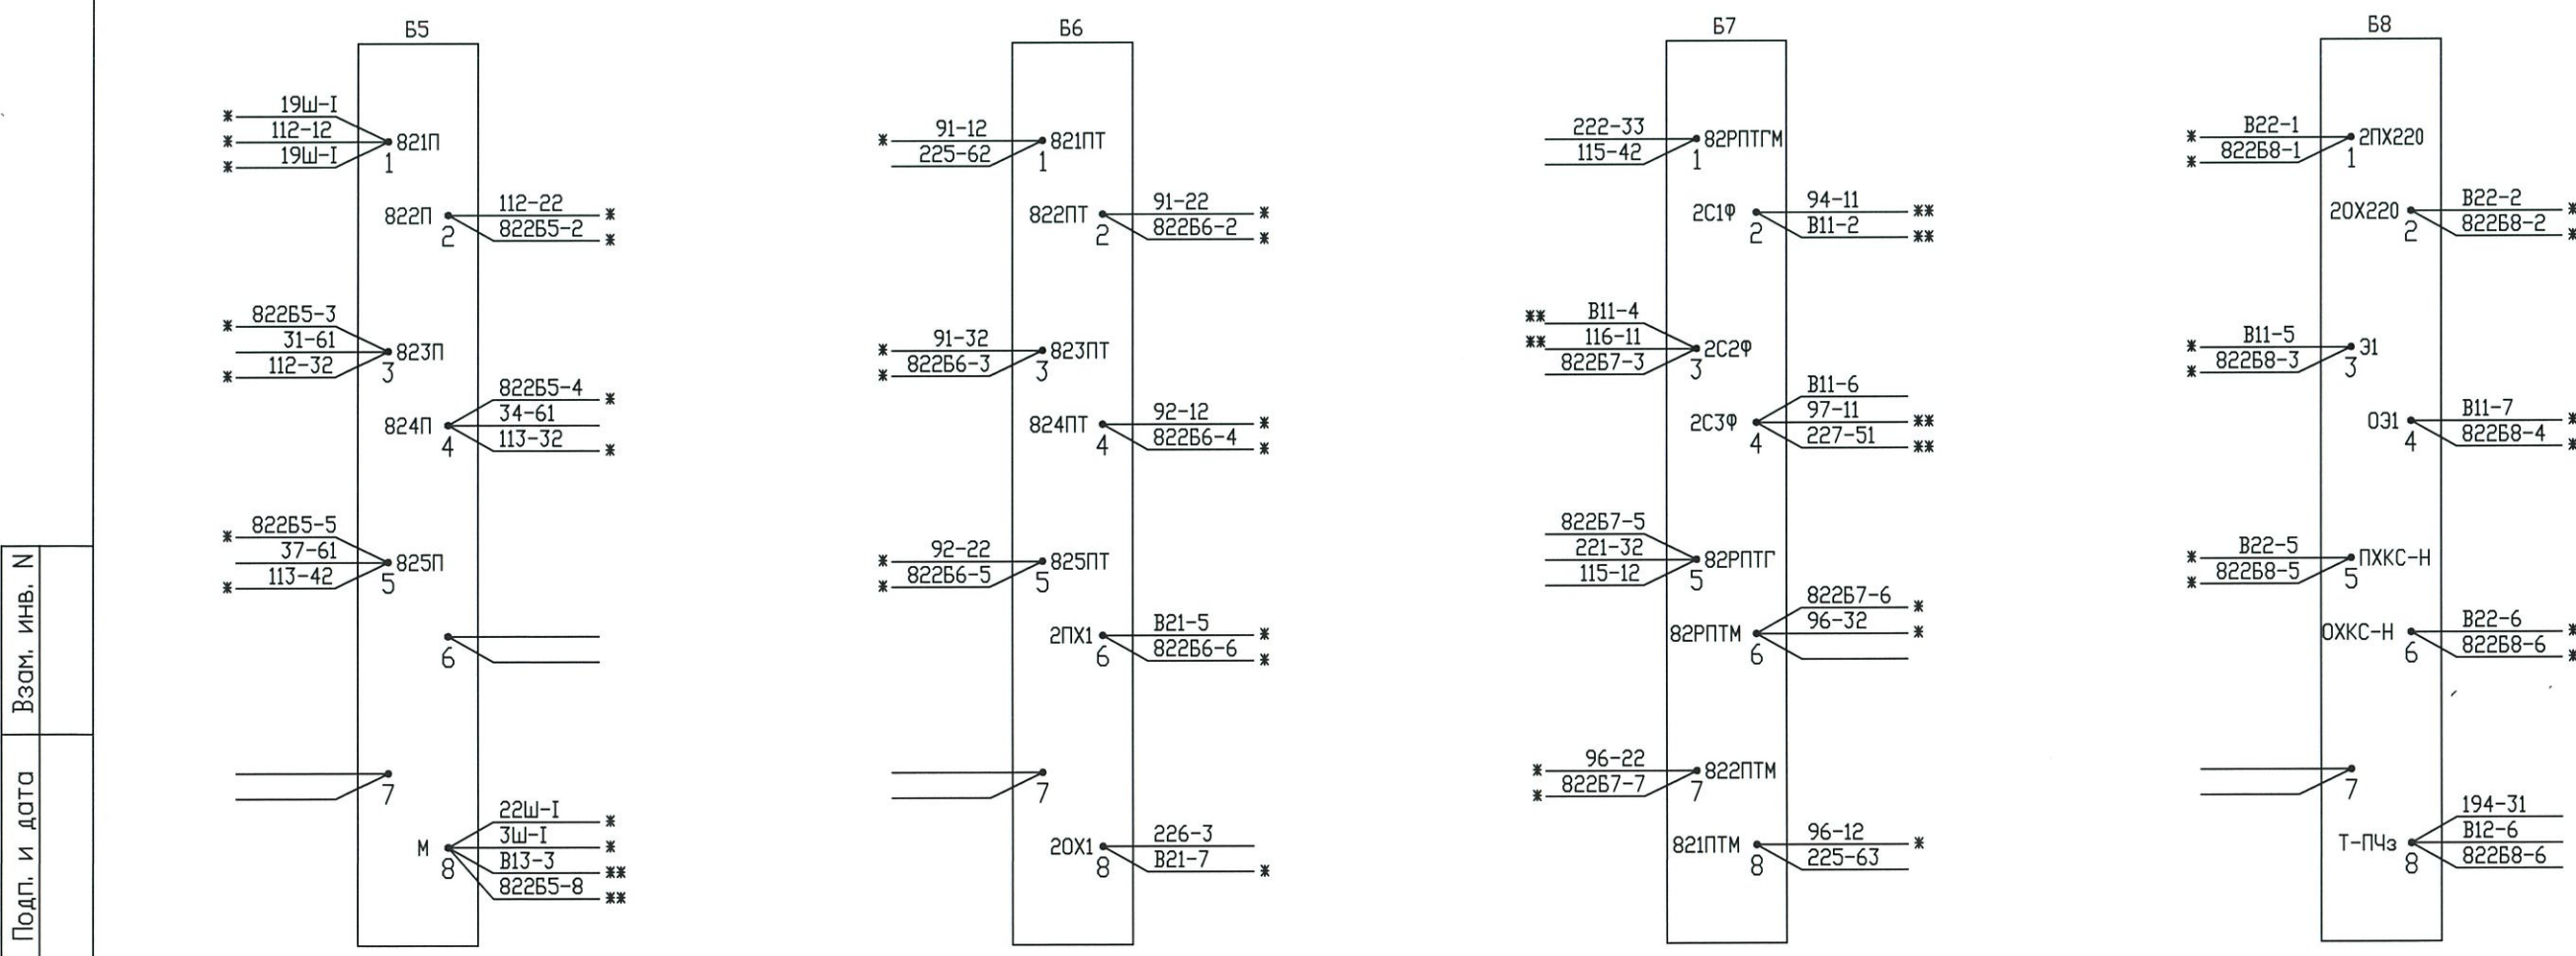 Б5
19Ш-I
112-12
19Ш-I
821П
1
822П
2
112-22
822Б5-2
822Б5-3
31-61
112-32
823П
3
824П
4
822Б5-4
34-61
113-32
822Б5-5
37-61
113-42
825П
5
6
7
М
8
22Ш-I
3Ш-I
В13-3
822Б5-8
Б6
91-12
225-62
821ПТ
1
822ПТ
2
91-22
822Б6-2
91-32
822Б6-3
823ПТ
3
824ПТ
4
92-12
822Б6-4
92-22
822Б6-5
825ПТ
5
2ПХ1
6
В21-5
822Б6-6
7
2ОХ1
8
226-3
В21-7
Б7
222-33
115-42
82РПТГМ
1
2С1Ф
2
94-11
В11-2
В11-4
116-11
822Б7-3
2С2Ф
3
2С3Ф
4
В11-6
97-11
227-51
822Б7-5
221-32
115-12
82РПТГ
5
82РПТМ
6
822Б7-6
96-32
96-22
822Б7-7
822ПТМ
7
821ПТМ
8
96-12
225-63
Б8
В22-1
822Б8-1
2ПХ220
1
2ОХ220
2
В22-2
822Б8-2
В11-5
822Б8-3
Э1
3
ОЭ1
4
В11-7
822Б8-4
В22-5
822Б8-5
ПХКС-Н
5
ОХКС-Н
6
В22-6
822Б8-6
7
Т-ПЧз
8
194-31
В12-6
822Б8-6
Взам. инв. N
Подп. и дата